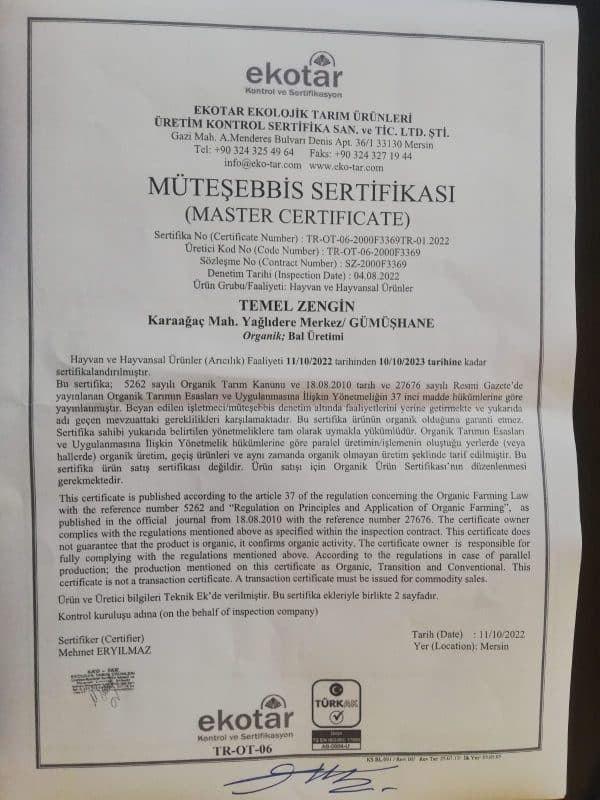 ekotar
Kontrol ve Sertifikasyon
EKOTAR EKOLOJİK TARIM ÜRÜNLERİ
ÜRETİM KONTROL SERTİFİKA SAN. ve TİC. LTD. ŞTİ.
Gazi Mah. A.Menderes Bulvarı Denis Apt. 36/1 33130 Mersin
Tel: +90 324 325 49 64 Faks: +90 324 327 19 44
info@eko-tar.com www.eko-tar.com
MÜTEŞEBBİS SERTİFİKASI
(MASTER CERTIFICATE)
Sertifika No (Certificate Number) : TR-OT-06-2000F3369TR-01.2022
Üretici Kod No (Code Number) : TR-OT-06-2000F3369
Sözleşme No (Contract Number) : SZ-2000F3369
Denetim Tarihi (Inspection Date) : 04.08.2022
Ürün Grubu/Faaliyeti: Hayvan ve Hayvansal Ürünler
TEMEL ZENGİN
Karaağaç Mah. Yağlıdere Merkez/ GÜMÜŞHANE
Organik; Bal Üretimi
Hayvan ve Hayvansal Ürünler (Arıcılık) Faaliyeti 11/10/2022 tarihinden 10/10/2023 tarihine kadar
sertifikalandırılmıştır.
Bu sertifika; 5262 sayılı Organik Tarım Kanunu ve 18.08.2010 tarih ve 27676 sayılı Resmi Gazete'de
yayınlanan Organik Tarımın Esasları ve Uygulanmasına İlişkin Yönetmeliğin 37 inci madde hükümlerine göre
yayınlanmıştır. Beyan edilen işletmeci/müteşebbis denetim altında faaliyetlerini yerine getirmekte ve yukarıda
adı geçen mevzuattaki gereklilikleri karşılamaktadır. Bu sertifika ürünün organik olduğunu garanti etmez.
Sertifika sahibi yukarıda belirtilen yönetmeliklere tam olarak uymakla yükümlüdür. Organik Tarımın Esasları
ve Uygulanmasına İlişkin Yönetmelik hükümlerine göre paralel üretimin/işlemenin oluştuğu yerlerde (veya
hallerde) organik üretim, geçiş ürünleri ve aynı zamanda organik olmayan üretim şeklinde tarif edilmiştir. Bu
sertifika ürün satış sertifikası değildir. Ürün satışı için Organik Ürün Sertifikası'nın düzenlenmesi
gerekmektedir.
This certificate is published according to the article 37 of the regulation concerning the Organic Farming Law
with the reference number 5262 and "Regulation on Principles and Application of Organic Farming", as
published in the official journal from 18.08.2010 with the reference number 27676. The certificate owner
complies with the regulations mentioned above as specified within the inspection contract. This certificate does
not guarantee that the product is organic, it confirms organic activity. The certificate owner is responsible for
fully complying with the regulations mentioned above. According to the regulations in case of parallel
production; the production mentioned on this certificate as Organic, Transition and Conventional. This
certificate is not a transaction certificate. A transaction certificate must be issued for commodity sales.
Ürün ve Üretici bilgileri Teknik Ek'de verilmiştir. Bu sertifika ekleriyle birlikte 2 sayfadır.
Kontrol kuruluşu adına (on the behalf of inspection company)
Sertifiker (Certifier)
Mehmet ERYILMAZ
Tarih (Date) : 11/10/2022
Yer (Location): Mersin
ekotar
Kontrol ve Sertifikasyon
TR-OT-06
TÜRKAK